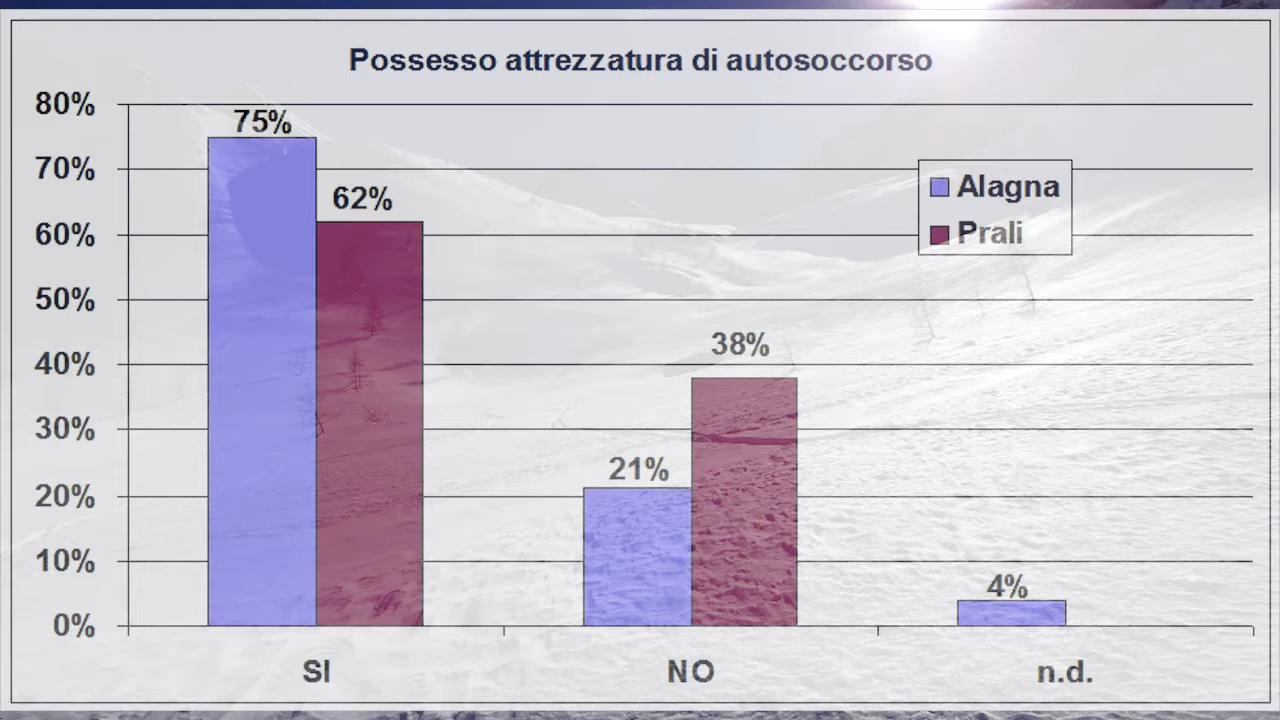 Possesso attrezzatura di autosoccorso
80%
70%
60%
50%
40%
30%
20%
10%
0%
75%
62%
21%
38%
4%
Alagna
Prali
SI
NO
n.d.